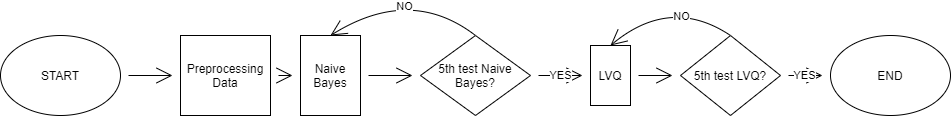 NO
NO
START
Preprocessing
Data
Naive
Bayes
5th test Naive
Bayes?
YES
LVQ
5th test LVQ?
YES
END